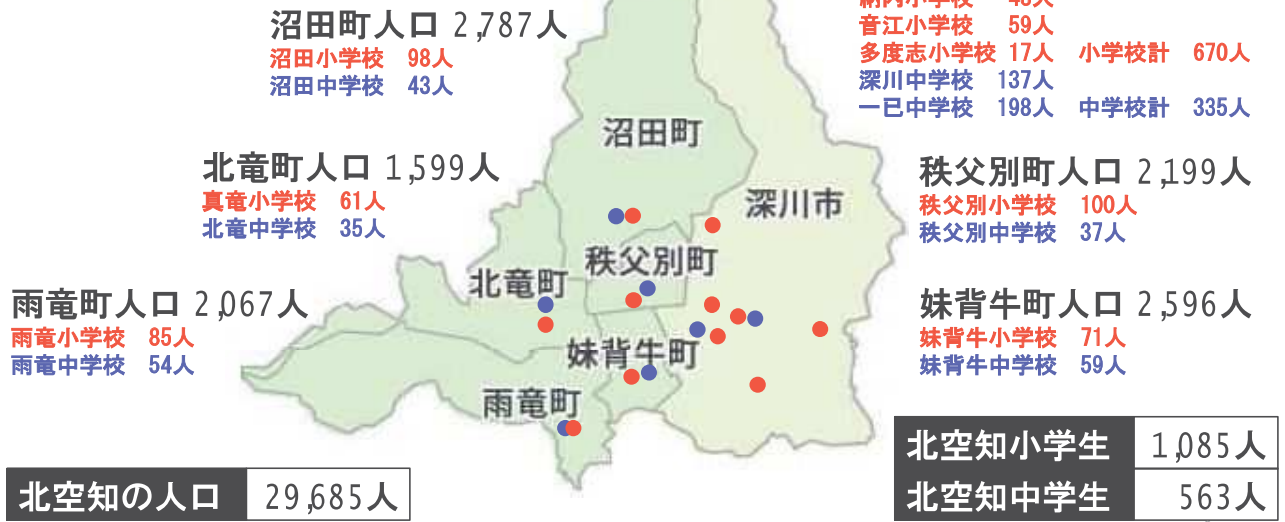 沼田町人口 2,787人
沼田小学校 98人
沼田中学校 43人
音江小学校 59人
多度志小学校 17人 小学校計 670人
深川中学校 137人
一已中学校 198人 中学校計 335人
沼田町
北竜町人口 1,599人
真竜小学校 61人
北竜中学校 35人
深川市
秩父別町人口 2,199人
秩父別小学校 100人
秩父別中学校 37人
秩父別町
北竜町
雨竜町人口 2,067人
雨竜小学校 85人
雨竜中学校 54人
妹背牛町人口 2,596人
妹背牛小学校 71人
妹背牛中学校 59人
妹背牛町
雨竜町
北空知小学生 1,085人
北空知中学生 563人
北空知の人口 29,685人